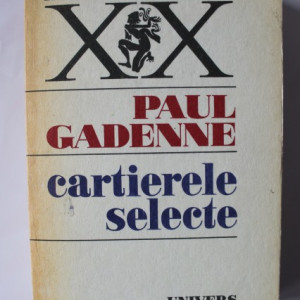 XX
PAUL
GADENNE
cartierele
selecte
UNIVERS